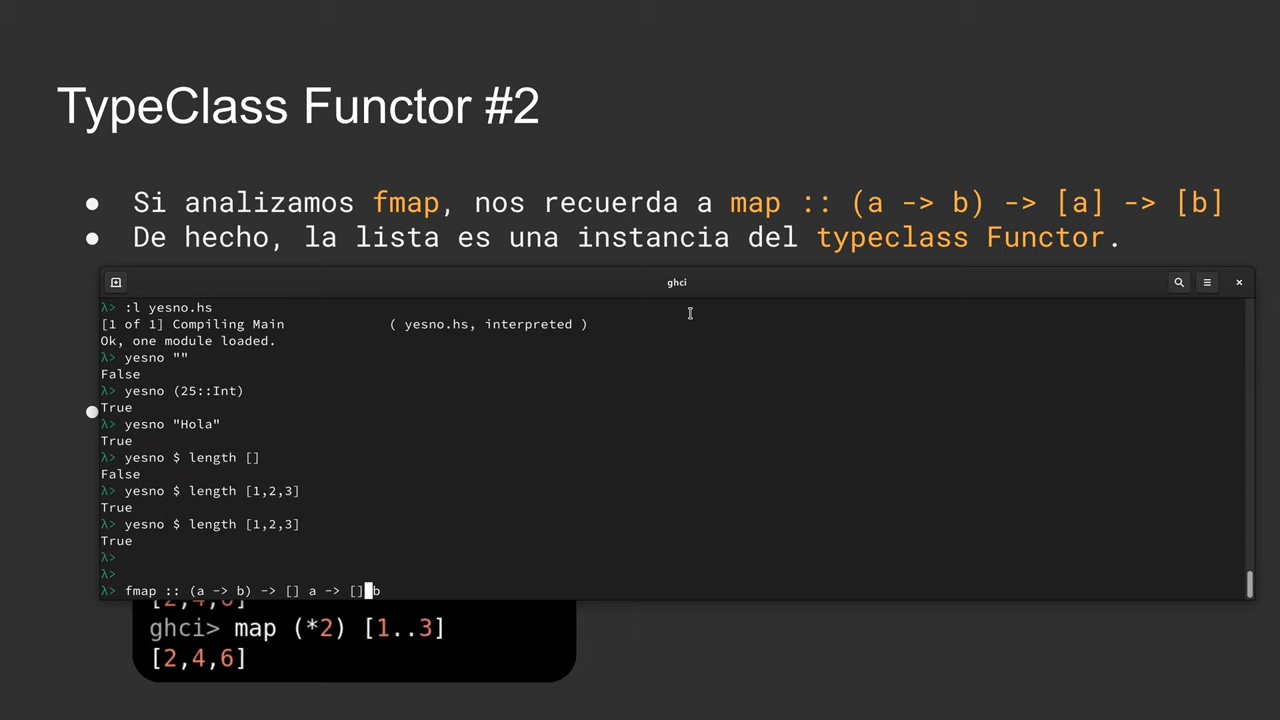 TypeClass Functor #2
● Si analizamos fmap, nos recuerda a map :: (a -> b) -> [a] -> [b]
● De hecho, la lista es una instancia del typeclass Functor.
ghci
λ> :l yesno.hs
[1 of 1] Compiling Main ( yesno.hs, interpreted )
Ok, one module loaded.
λ> yesno ""
False
λ> yesno (25::Int)
True
λ> yesno "Hola"
True
λ> yesno $ length []
False
λ> yesno $ length [1,2,3]
True
λ> yesno $ length [1,2,3]
True
λ>
λ>
λ> fmap :: (a -> b) -> [] a -> [] b
[2,4,6]
ghci> map (*2) [1..3]
[2,4,6]